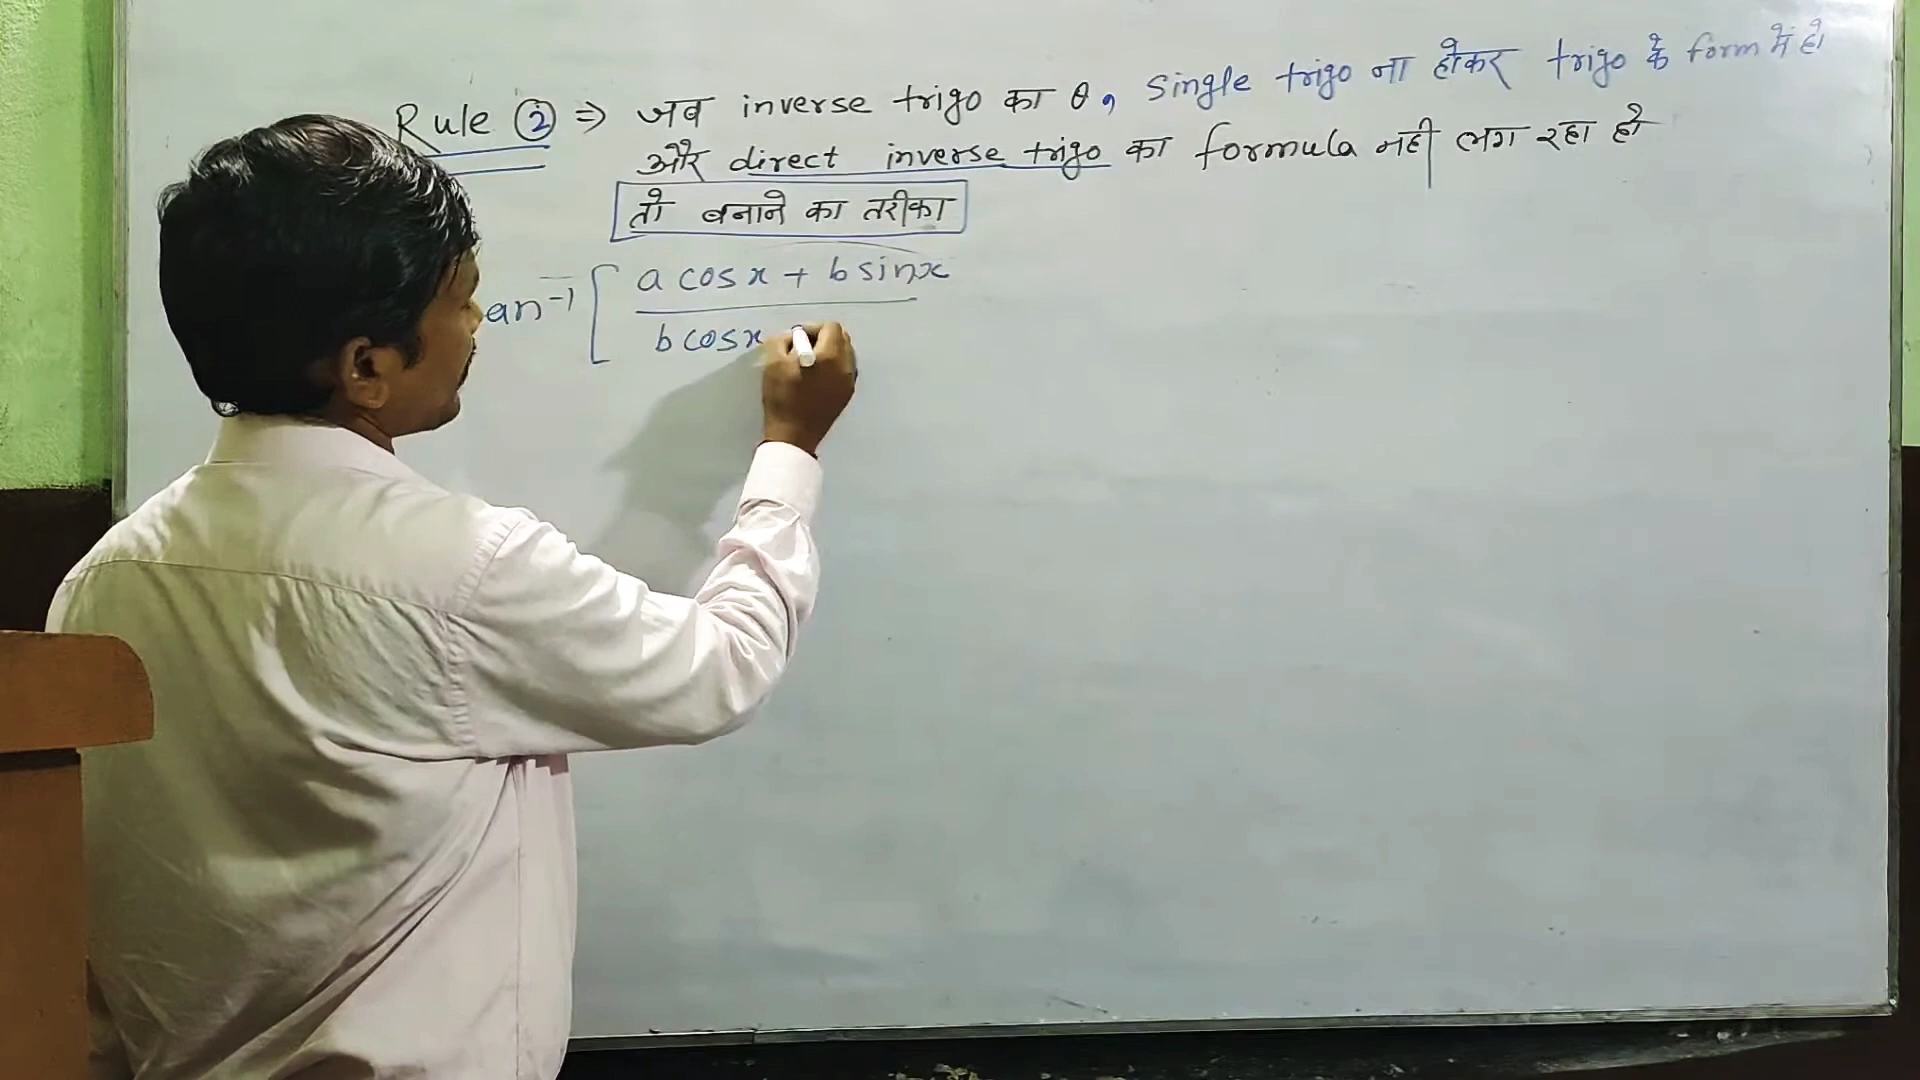 Rule ② ⇒ जब inverse trigo का θ, single trigo ना होकर trigo के form में हो
और direct inverse trigo का formula नही लग रहा हो
तो बनाने का तरीका
an⁻¹ [ a cos x + b sin x
b cos x